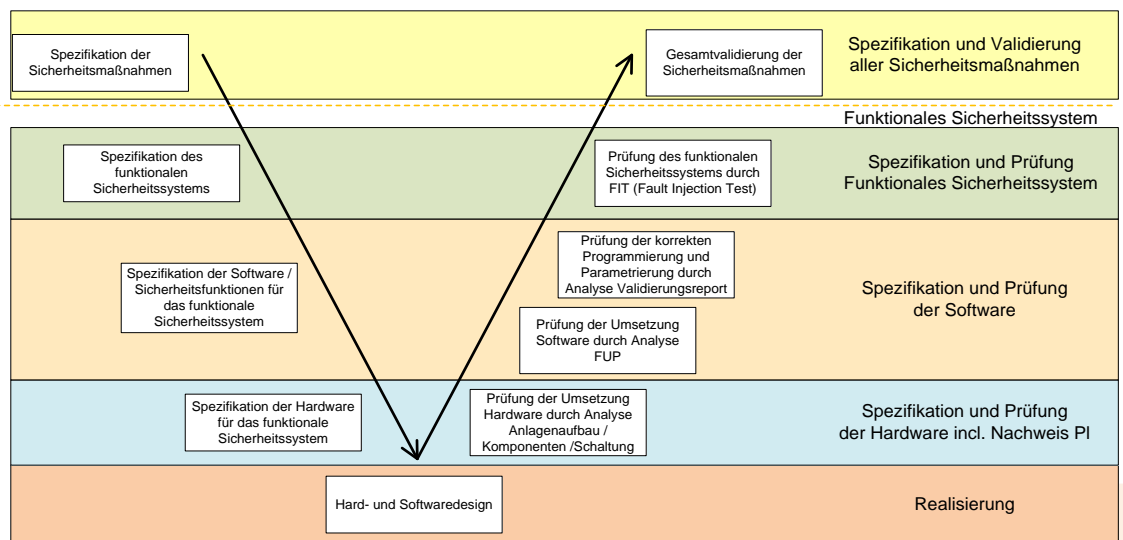 Spezifikation der
Sicherheitsmaßnahmen
Gesamtvalidierung der
Sicherheitsmaßnahmen
Spezifikation und Validierung
aller Sicherheitsmaßnahmen
Funktionales Sicherheitssystem
Spezifikation des
funktionalen
Sicherheitssystems
Prüfung des funktionalen
Sicherheitssystems durch
FIT (Fault Injection Test)
Spezifikation und Prüfung
Funktionales Sicherheitssystem
Spezifikation der Software /
Sicherheitsfunktionen für
das funktionale
Sicherheitssystem
Prüfung der korrekten
Programmierung und
Parametrierung durch
Analyse Validierungsreport
Prüfung der Umsetzung
Software durch Analyse
FUP
Spezifikation und Prüfung
der Software
Spezifikation der Hardware
für das funktionale
Sicherheitssystem
Prüfung der Umsetzung
Hardware durch Analyse
Anlagenaufbau /
Komponenten /Schaltung
Spezifikation und Prüfung
der Hardware incl. Nachweis Pl
Hard- und Softwaredesign
Realisierung